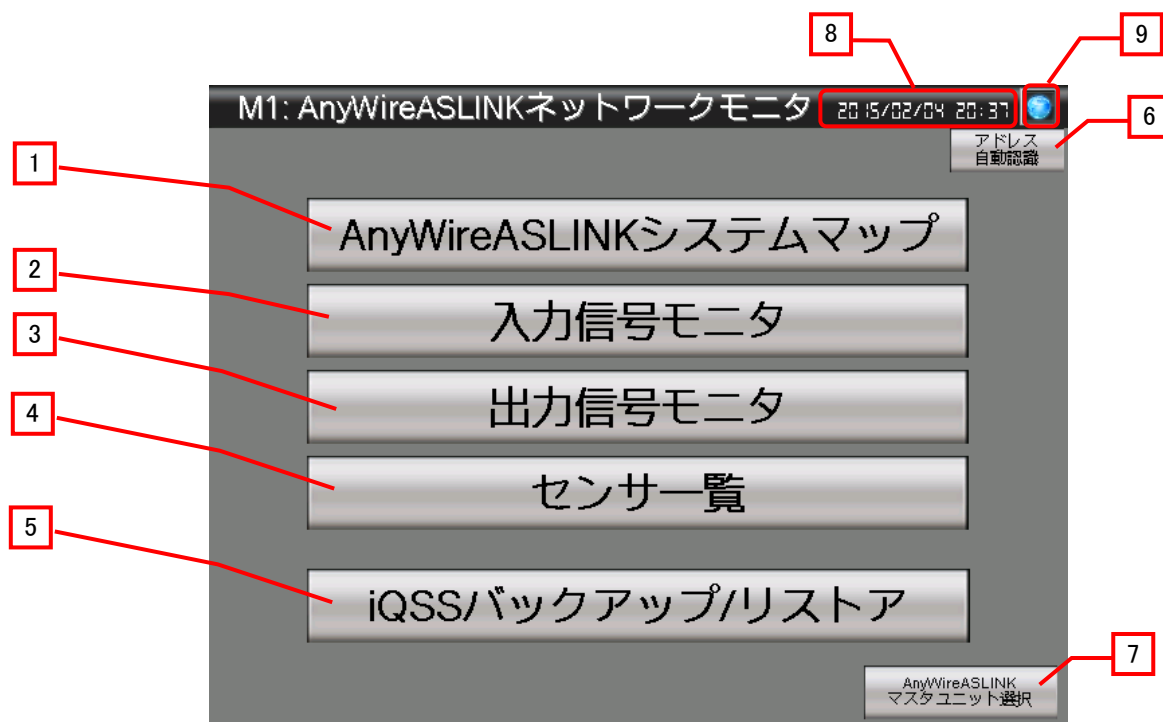 8
9
M1: AnyWireASLINKネットワークモニタ 2015/02/04 20:37
6
アドレス
自動認識
1
AnyWireASLINKシステムマップ
2
入力信号モニタ
3
出力信号モニタ
4
センサ一覧
5
iQSSバックアップ/リストア
7
AnyWireASLINK
マスタユニット選択